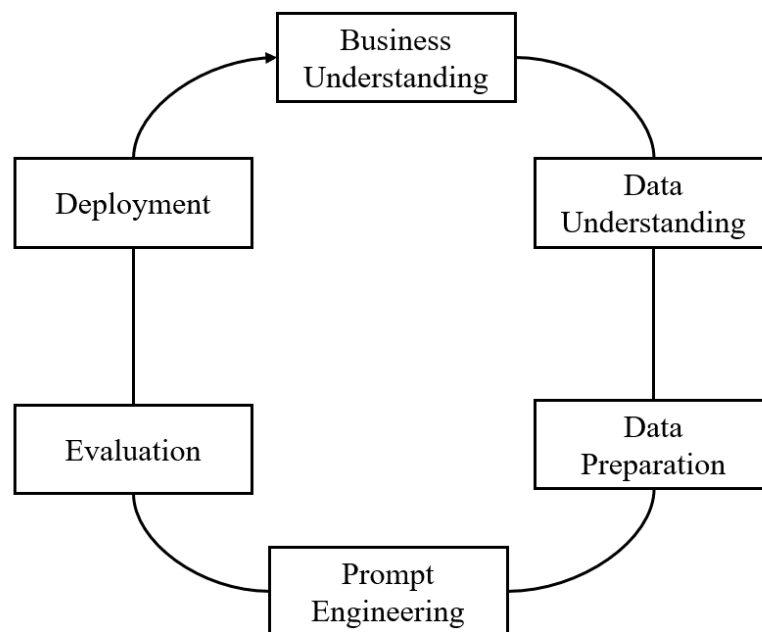 Business
Understanding
Data
Understanding
Data
Preparation
Prompt
Engineering
Evaluation
Deployment